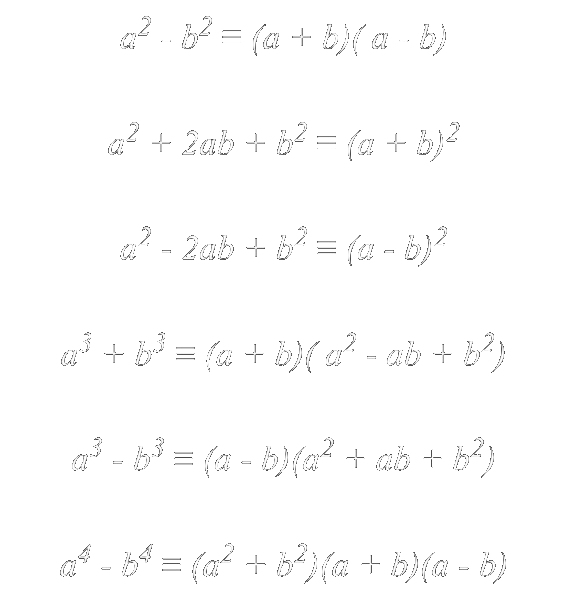 a² - b² ≡ (a + b)( a - b)
a² + 2ab + b² ≡ (a + b)²
a² - 2ab + b² ≡ (a - b)²
a³ + b³ ≡ (a + b)( a² - ab + b²)
a³ - b³ ≡ (a - b)(a² + ab + b²)
a⁴ - b⁴ ≡ (a² + b²)(a + b)(a - b)